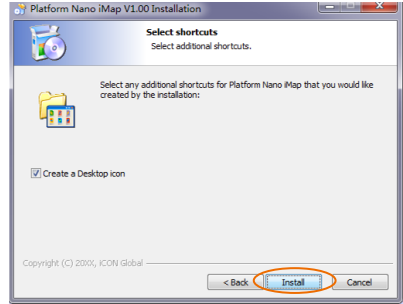 Platform Nano iMap V1.00 Installation
Select shortcuts
Select additional shortcuts.
Select any additional shortcuts for Platform Nano iMap that you would like
created by the installation:
Create a Desktop icon
Copyright (C) 20XX, iCON Global
< Back
Install
Cancel